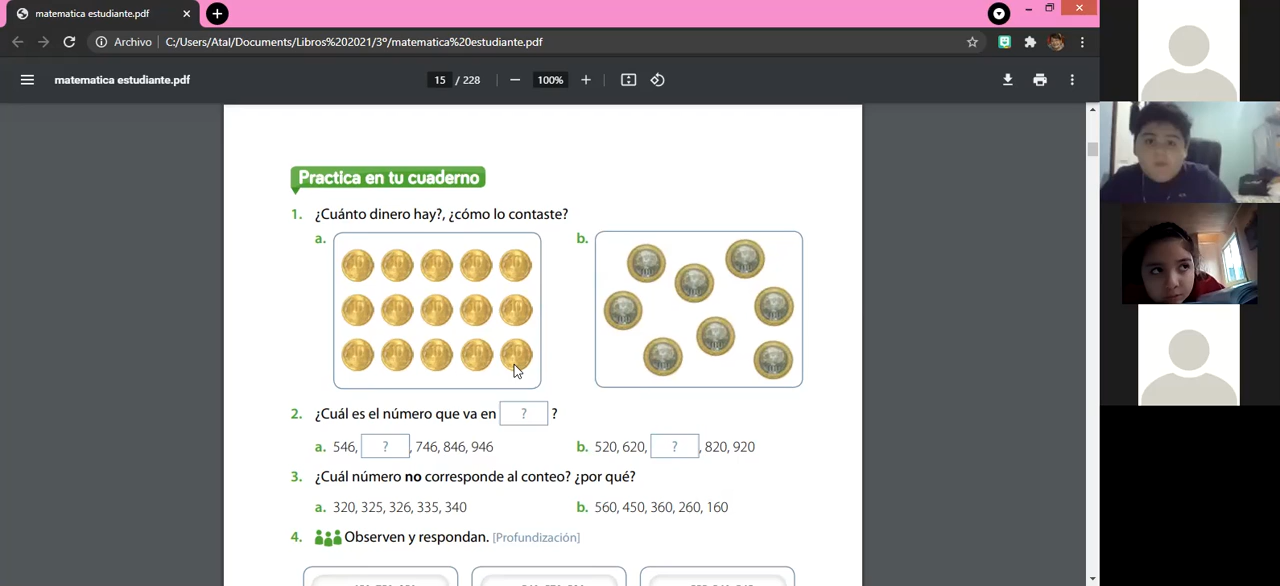 matematica estudiante.pdf
Archivo C:/Users/Atal/Documents/Libros%202021/3º/matematica%20estudiante.pdf
matematica estudiante.pdf
15 / 228
100%
Practica en tu cuaderno
1. ¿Cuánto dinero hay?, ¿cómo lo contaste?
a.
b.
2. ¿Cuál es el número que va en ? ?
a. 546, ? , 746, 846, 946
b. 520, 620, ? , 820, 920
3. ¿Cuál número no corresponde al conteo? ¿por qué?
a. 320, 325, 326, 335, 340
b. 560, 450, 360, 260, 160
4. Observen y respondan. [Profundización]